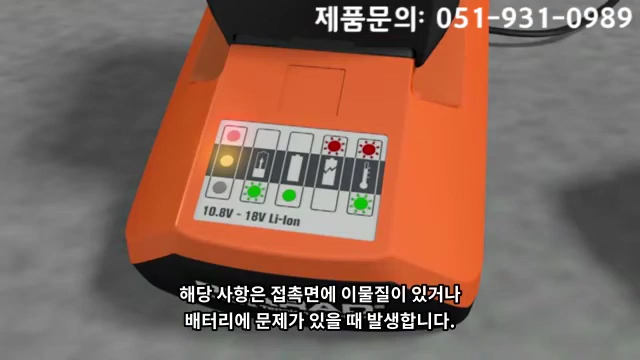 제품문의: 051-931-0989
10.8V - 18V Li-Ion
해당 사항은 접촉면에 이물질이 있거나
배터리에 문제가 있을 때 발생합니다.